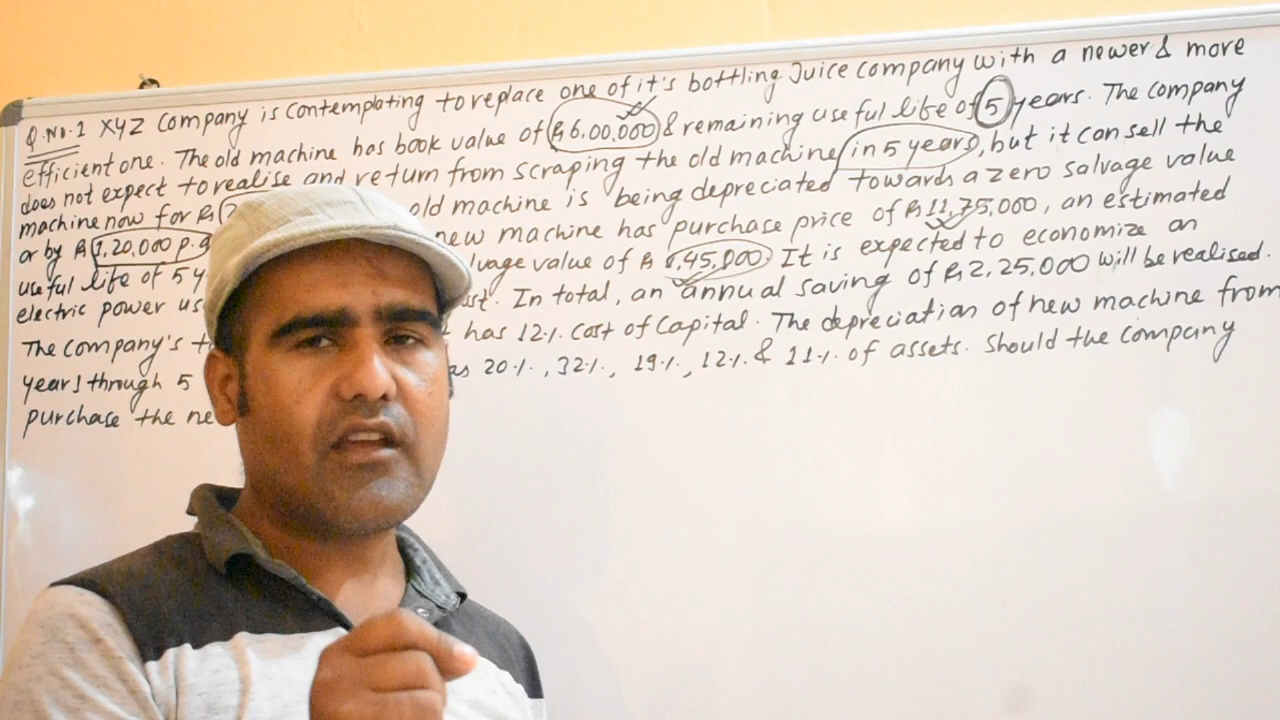 Q.No.1 XYZ Company is Contemplating to replace one of it's bottling Juice Company with a newer & more
efficient one. The old machine has book value of Rs 6,00,000 & remaining useful life of 5 years. The company
does not expect to realise and return from scraping the old machine in 5 years, but it can sell the
machine now for Rs old machine is being depreciated towards a zero salvage value
or by Rs 1,20,000 p. new machine has purchase price of Rs 11,75,000, an estimated
useful life of 5 value of Rs 45,000. It is expected to economize an
electric power In total, an annual saving of Rs 2,25,000 will be realised.
The company's has 12%. Cost of Capital. The depreciation of new machine from
year 1 through 5 as 20%., 32%., 19%., 12%. & 11%. of assets. Should the company
purchase the